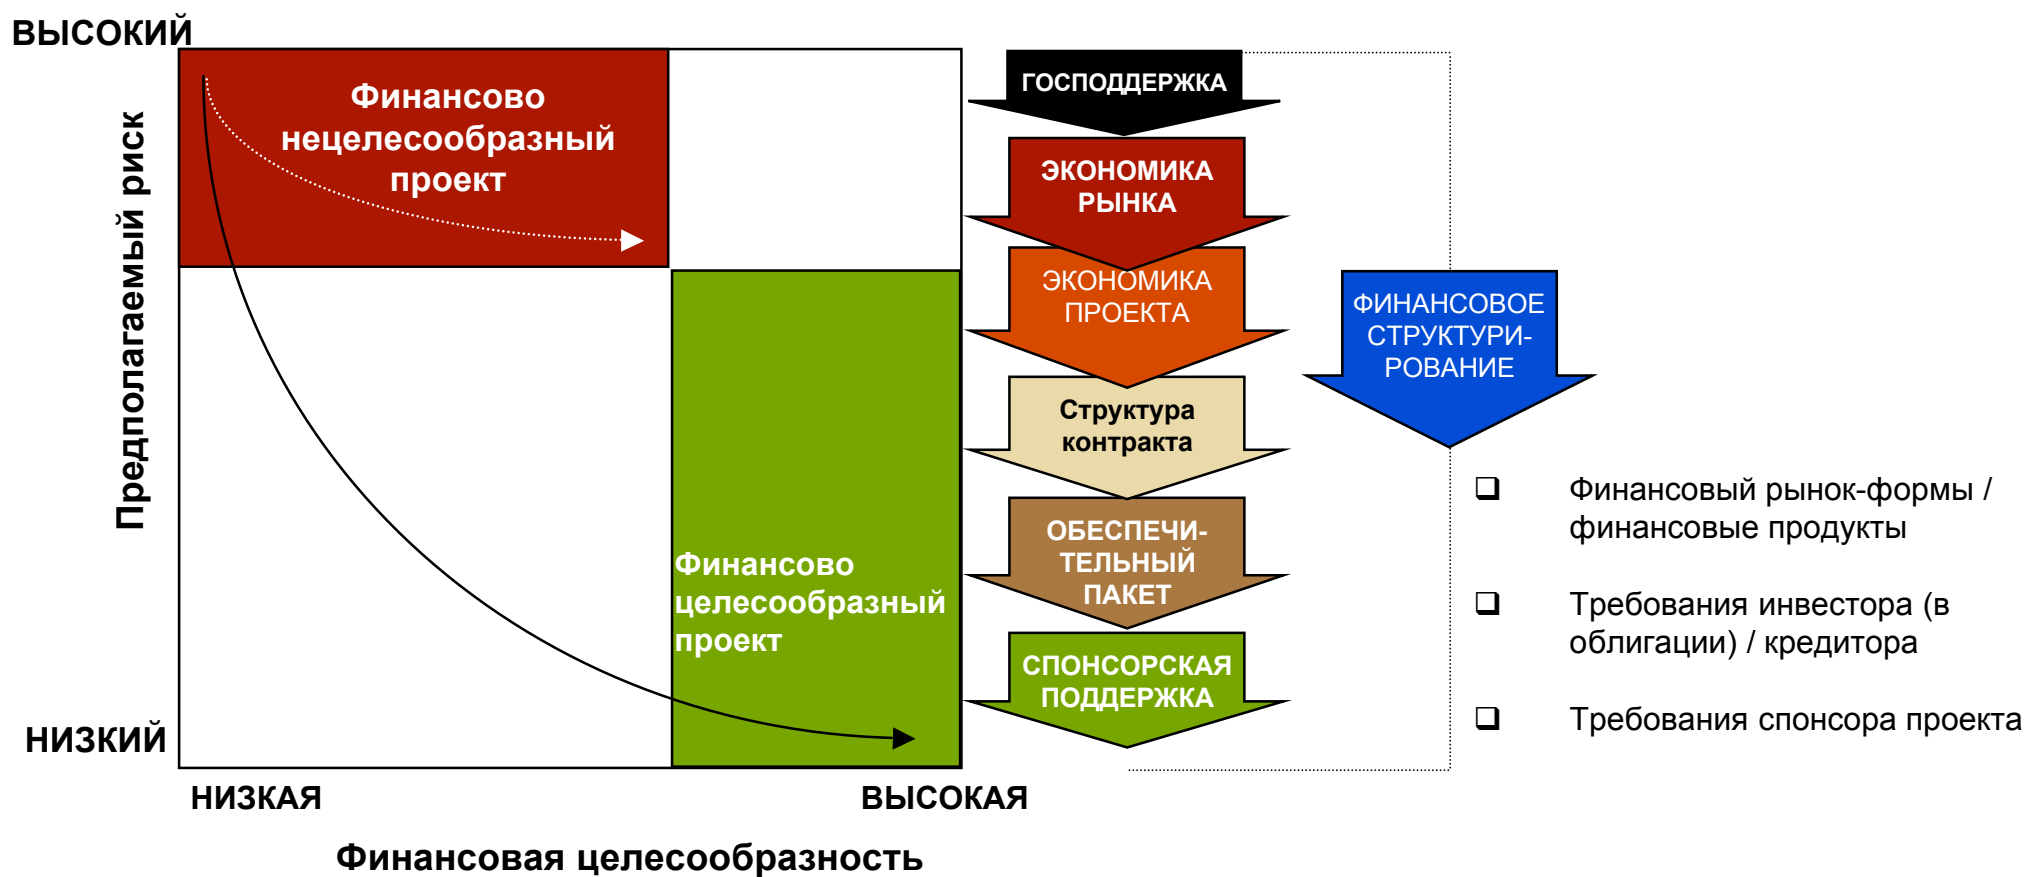 ВЫСОКИЙ
Предполагаемый риск
НИЗКИЙ
Финансово
нецелесообразный
проект
Финансово
целесообразный
проект
НИЗКАЯ
ВЫСОКАЯ
Финансовая целесообразность
ГОСПОДДЕРЖКА
ЭКОНОМИКА
РЫНКА
ЭКОНОМИКА
ПРОЕКТА
Структура
контракта
ОБЕСПЕЧИ-
ТЕЛЬНЫЙ
ПАКЕТ
СПОНСОРСКАЯ
ПОДДЕРЖКА
ФИНАНСОВОЕ
СТРУКТУРИ-
РОВАНИЕ
Финансовый рынок-формы /
финансовые продукты
Требования инвестора (в
облигации) / кредитора
Требования спонсора проекта